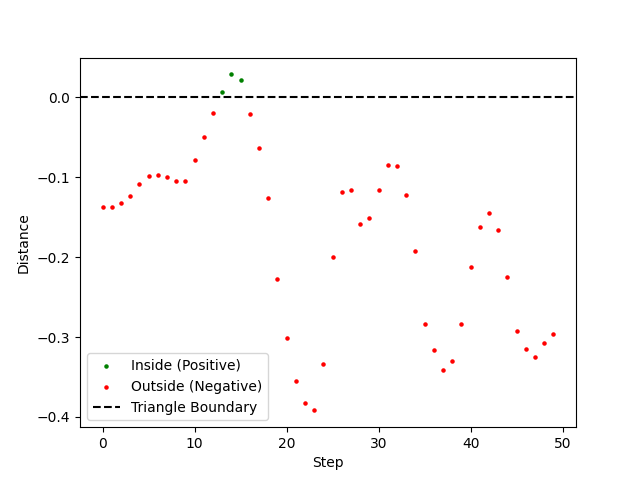 0.0
−0.1
−0.2
−0.3
−0.4
Distance
Inside (Positive)
Outside (Negative)
Triangle Boundary
0 10 20 30 40 50
Step